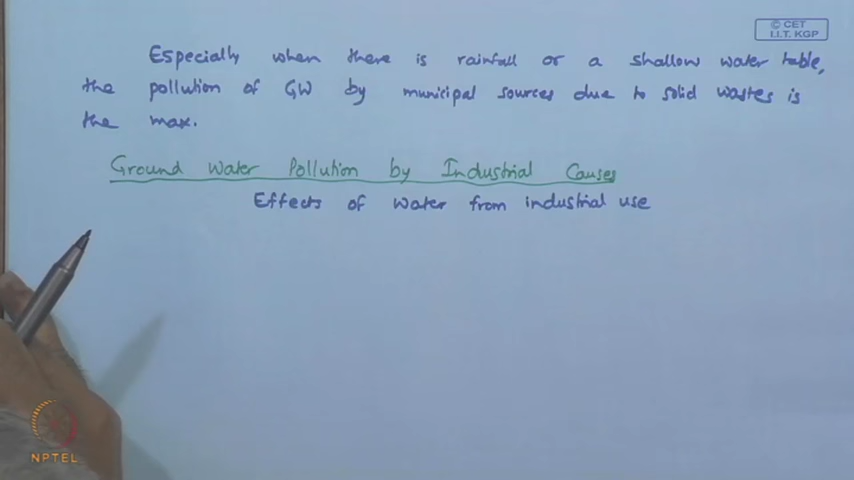 © CET
I.I.T. KGP
Especially when there is rainfall or a shallow water table,
the pollution of GW by municipal sources due to solid wastes is
the max.
Ground Water Pollution by Industrial Causes
Effects of water from industrial use
NPTEL